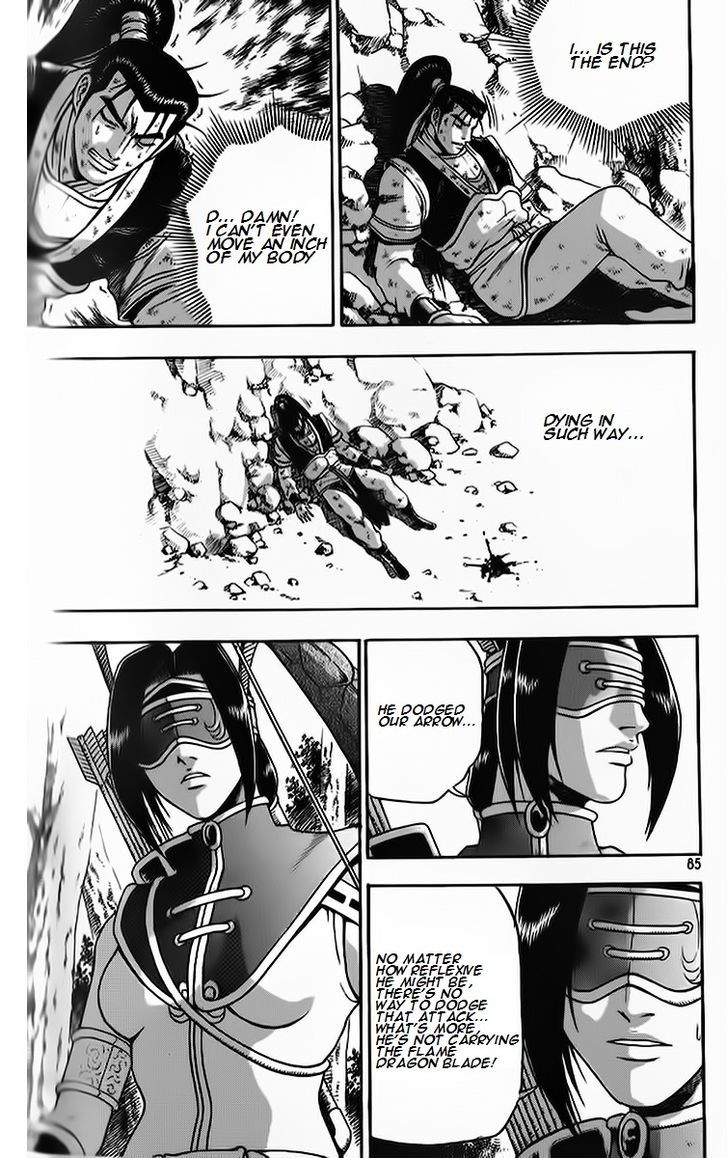 I... IS THIS
THE END?
D... DAMN!
I CAN'T EVEN
MOVE AN INCH
OF MY BODY
DYING IN
SUCH WAY...
HE DODGED
OUR ARROW...
85
NO MATTER
HOW REFLEXIVE
HE MIGHT BE,
THERE'S NO
WAY TO DODGE
THAT ATTACK...
WHAT'S MORE,
HE'S NOT CARRYING
THE FLAME
DRAGON BLADE!